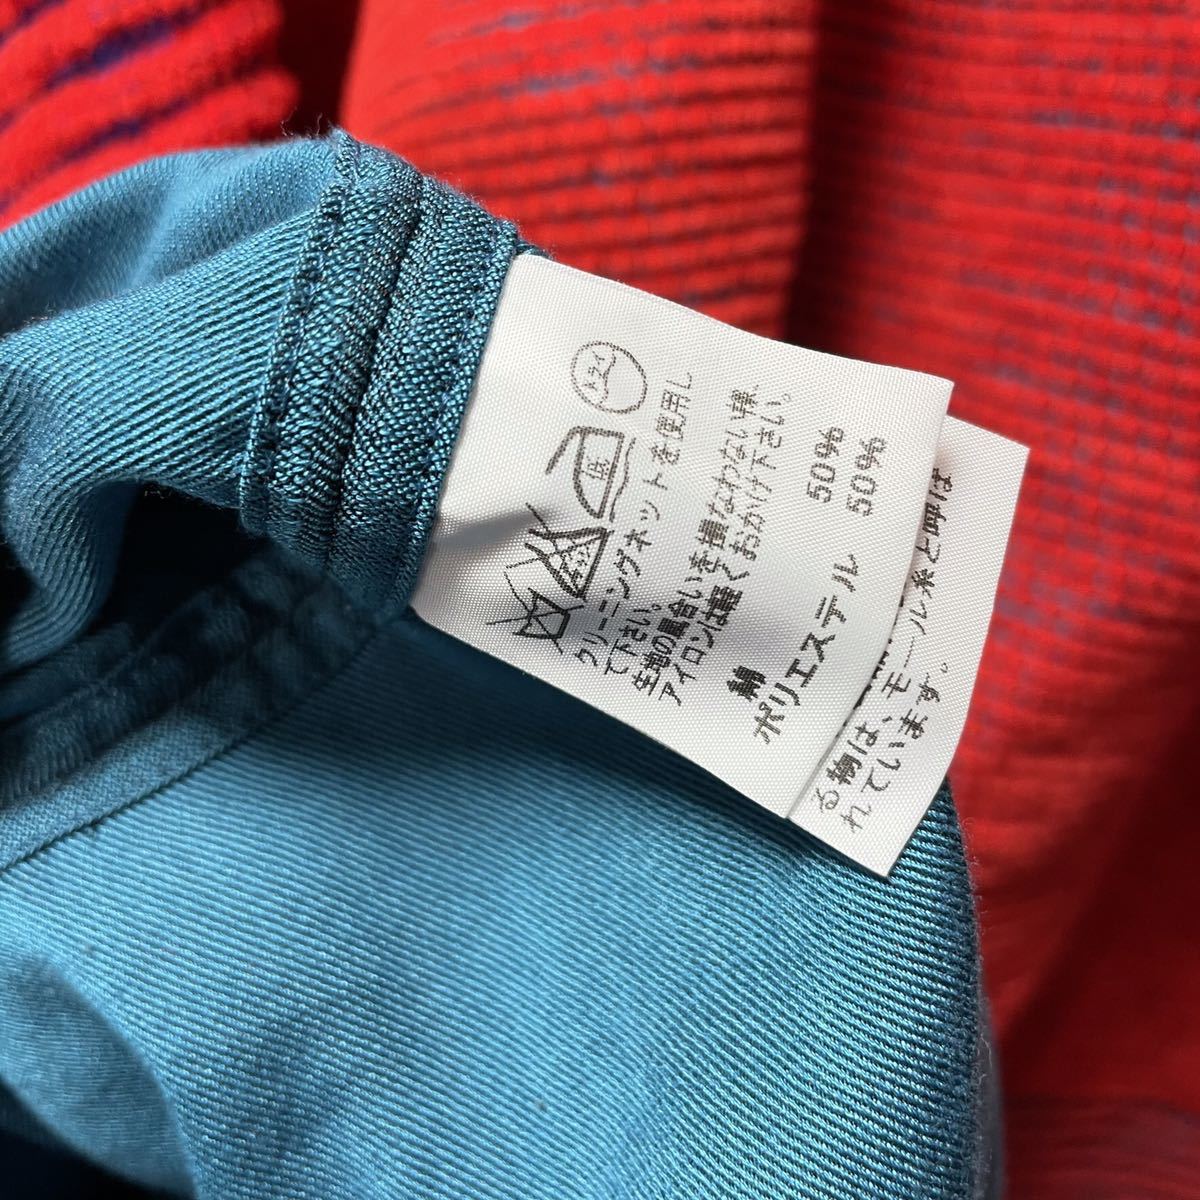 ドライ
低
クリーニングネットを使用し
て下さい。
生地の風合いを損なわない様、
アイロンは軽くおかけ下さい。
絹 50%
ポリエステル 50%
る物は、モール糸と呼ば
れています。